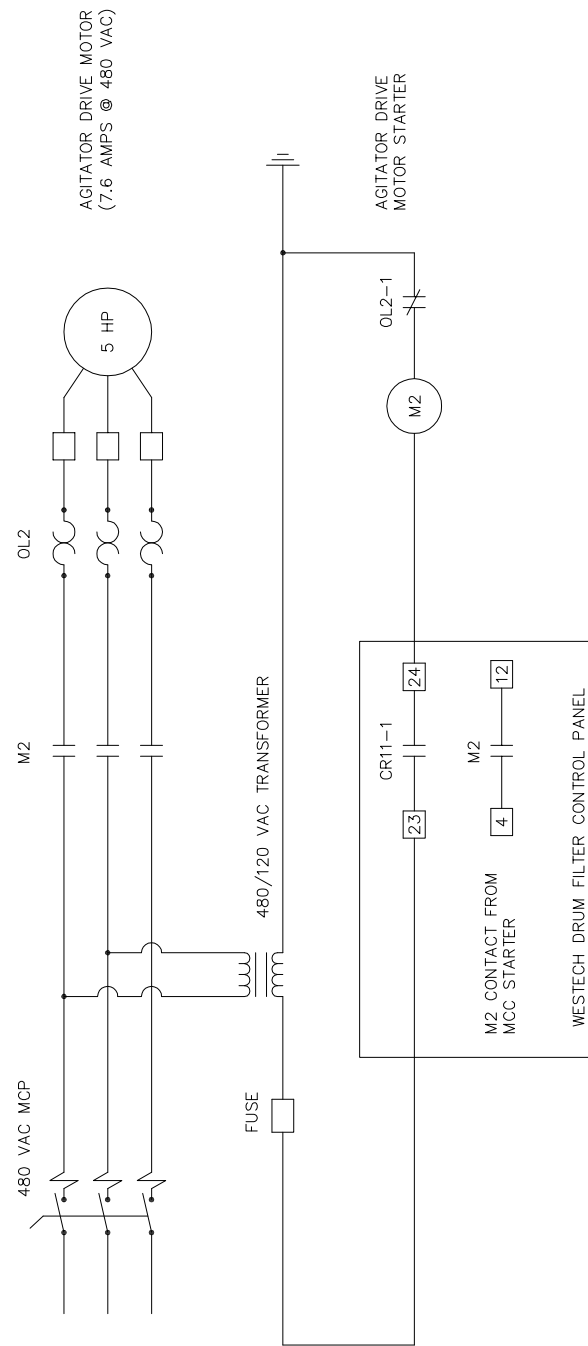 480 VAC MCP
M2
OL2
5 HP
AGITATOR DRIVE MOTOR
(7.6 AMPS @ 480 VAC)
480/120 VAC TRANSFORMER
FUSE
23
CR11-1
24
M2
OL2-1
AGITATOR DRIVE
MOTOR STARTER
M2 CONTACT FROM
MCC STARTER
4
M2
12
WESTECH DRUM FILTER CONTROL PANEL